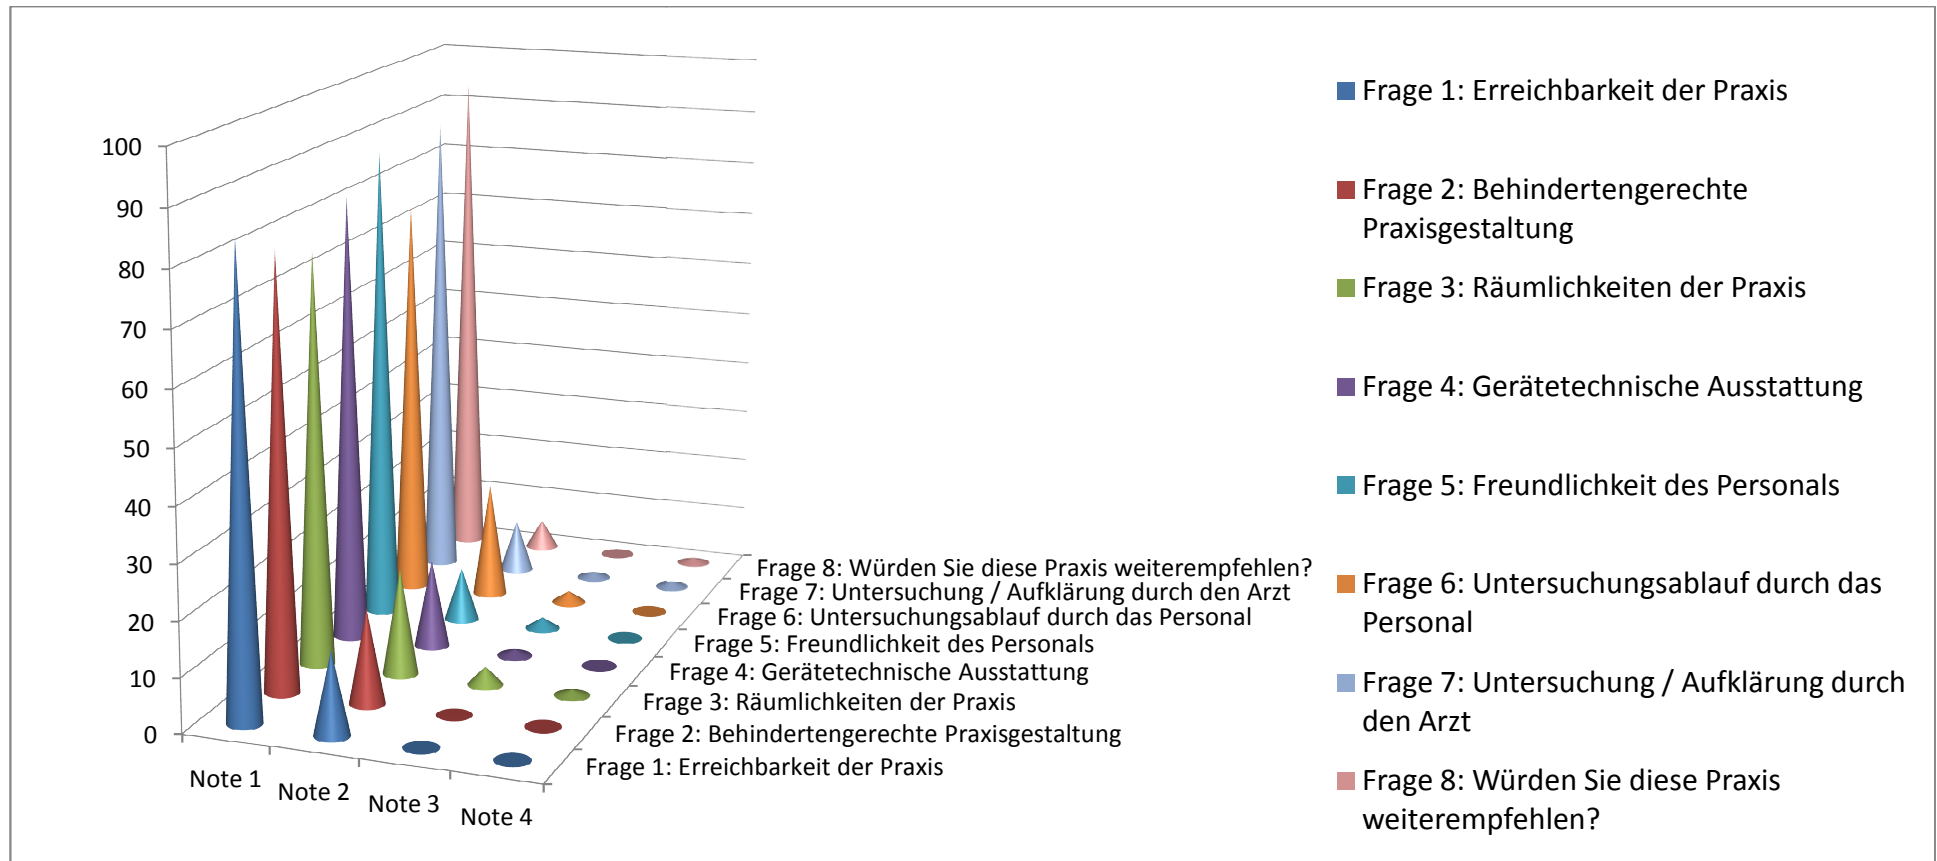 100
90
80
70
60
50
40
30
20
10
0
Note 1
Note 2
Note 3
Note 4
Frage 8: Würden Sie diese Praxis weiterempfehlen?
Frage 7: Untersuchung / Aufklärung durch den Arzt
Frage 6: Untersuchungsablauf durch das Personal
Frage 5: Freundlichkeit des Personals
Frage 4: Gerätetechnische Ausstattung
Frage 3: Räumlichkeiten der Praxis
Frage 2: Behindertengerechte Praxisgestaltung
Frage 1: Erreichbarkeit der Praxis
Frage 1: Erreichbarkeit der Praxis
Frage 2: Behindertengerechte
Praxisgestaltung
Frage 3: Räumlichkeiten der Praxis
Frage 4: Gerätetechnische Ausstattung
Frage 5: Freundlichkeit des Personals
Frage 6: Untersuchungsablauf durch das
Personal
Frage 7: Untersuchung / Aufklärung durch
den Arzt
Frage 8: Würden Sie diese Praxis
weiterempfehlen?